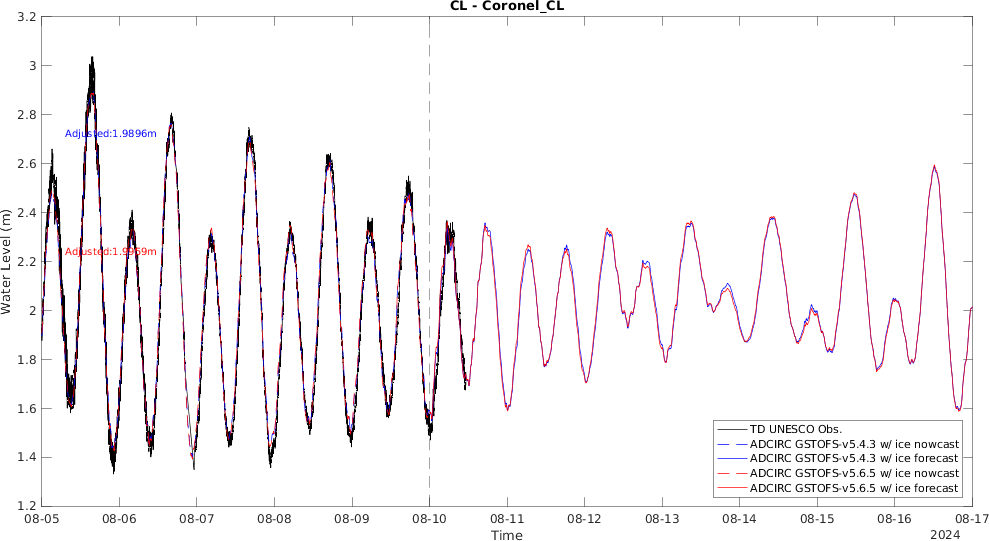 CL - Coronel_CL
3.2
3
2.8
2.6
2.4
2.2
2
1.8
1.6
1.4
1.2
Water Level (m)
Adjusted:1.9896m
Adjusted:1.9939m
TD UNESCO Obs.
ADCIRC GSTOFS-v5.4.3 w/ ice nowcast
ADCIRC GSTOFS-v5.4.3 w/ ice forecast
ADCIRC GSTOFS-v5.6.5 w/ ice nowcast
ADCIRC GSTOFS-v5.6.5 w/ ice forecast
08-05 08-06 08-07 08-08 08-09 08-10 08-11 08-12 08-13 08-14 08-15 08-16 08-17
Time
2024